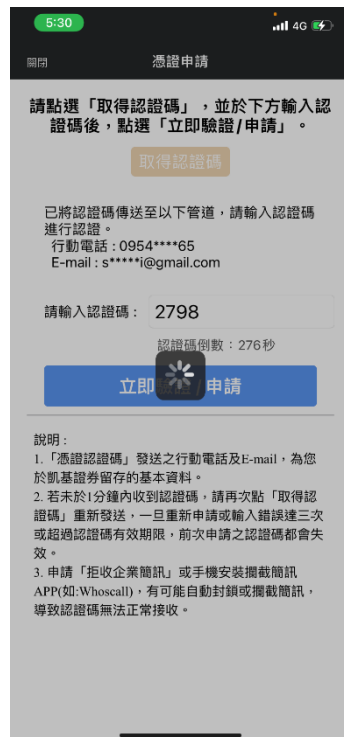 5:30
4G
關閉
憑證申請
請點選「取得認證碼」，並於下方輸入認
證碼後，點選「立即驗證/申請」。
取得認證碼
已將認證碼傳送至以下管道，請輸入認證碼
進行認證。
行動電話 : 0954****65
E-mail : s*****i@gmail.com
請輸入認證碼 : 2798
認證碼倒數 : 276秒
立即 / 申請
說明 :
1.「憑證認證碼」發送之行動電話及E-mail，為您
於凱基證券留存的基本資料。
2. 若未於1分鐘內收到認證碼，請再次點「取得認
證碼」重新發送，一旦重新申請或輸入錯誤達三次
或超過認證碼有效期限，前次申請之認證碼都會失
效。
3. 申請「拒收企業簡訊」或手機安裝攔截簡訊
APP(如:Whoscall)，有可能自動封鎖或攔截簡訊，
導致認證碼無法正常接收。